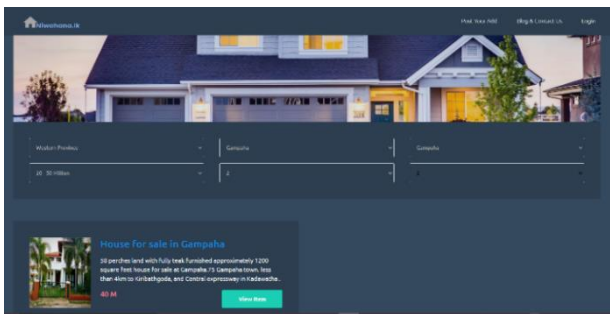 Post Your Add Blog & Contact Us Login
Western Province Gampaha Gampaha
2
House for sale in Gampaha
perches land with fully teak furnished approximately 1200
square feet house for sale at Gampaha.75 Gampaha town, less
than 4km to Kiribathgoda, and Central expressway in Kadawatha..
40 M
View Item